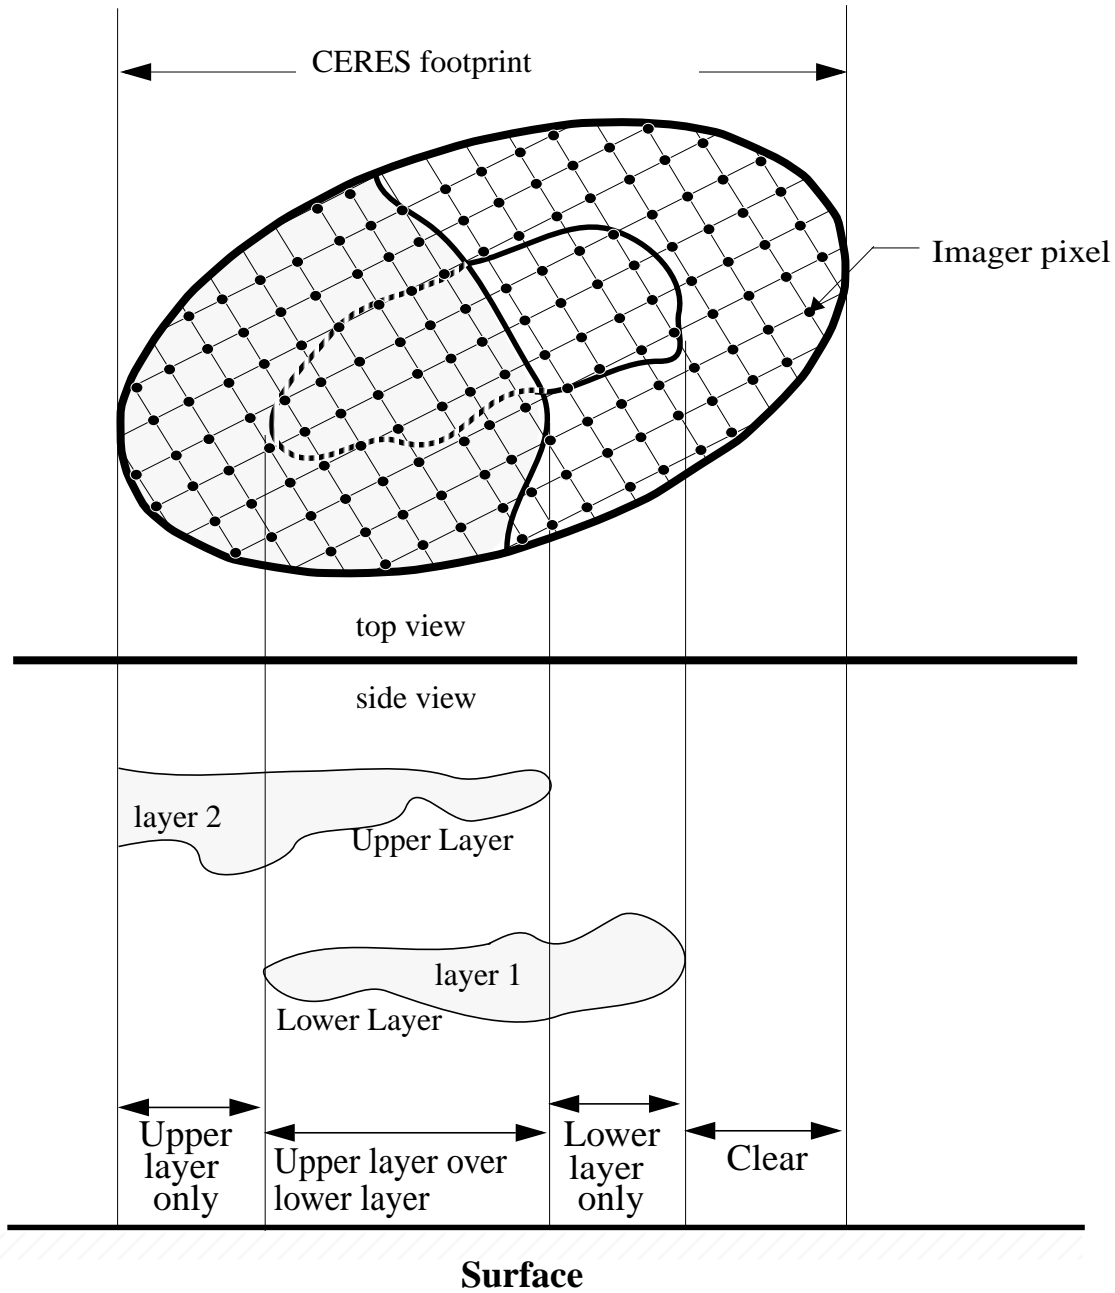 CERES footprint
Imager pixel
top view
side view
layer 2
Upper Layer
layer 1
Lower Layer
Upper
layer
only
Upper layer over
lower layer
Lower
layer
only
Clear
Surface